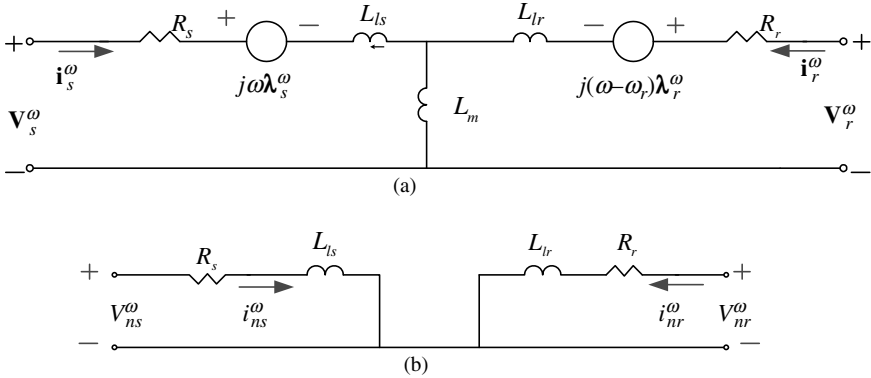 R_s + − L_ls L_lr − + R_r
+ i_s^ω jωλ_s^ω j(ω–ω_r)λ_r^ω i_r^ω +
V_s^ω L_m V_r^ω
− −
(a)
R_s L_ls L_lr R_r
+ +
V_ns^ω i_ns^ω i_nr^ω V_nr^ω
− −
(b)